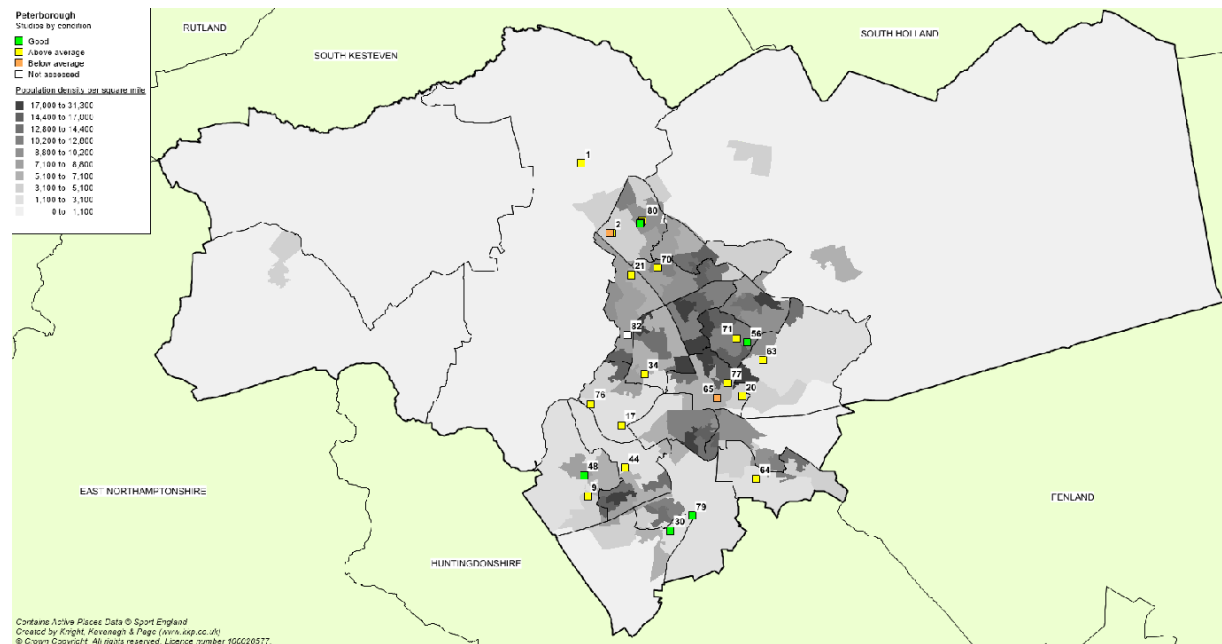 Peterborough
Studios by condition
Good
Above average
Below average
Not assessed
Population density per square mile
17,000 to 31,300
14,400 to 17,000
12,800 to 14,400
10,200 to 12,800
8,800 to 10,200
7,100 to 8,800
5,100 to 7,100
3,100 to 5,100
1,100 to 3,100
0 to 1,100
RUTLAND
SOUTH KESTEVEN
SOUTH HOLLAND
1
80
2
21
70
82
71
56
63
34
77
65
20
76
17
48
44
9
64
79
30
EAST NORTHAMPTONSHIRE
HUNTINGDONSHIRE
FENLAND
Contains Active Places Data © Sport England
Created by Knight, Kavanagh & Page (www.kkp.co.uk)
© Crown Copyright. All rights reserved. Licence number 100020577.